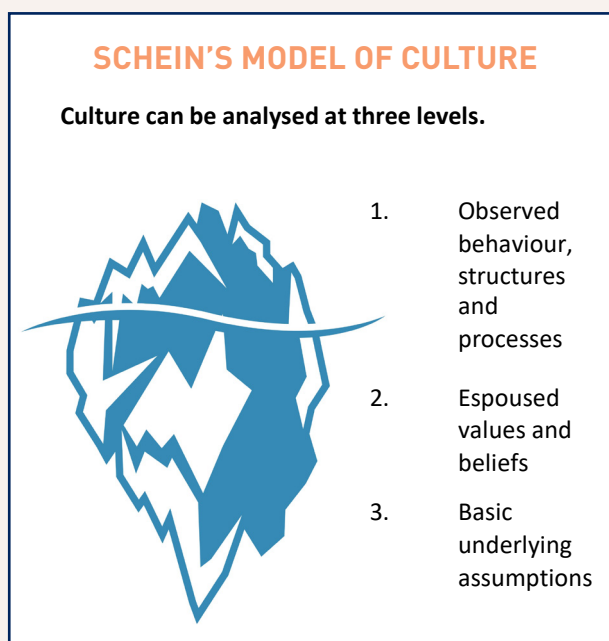 SCHEIN'S MODEL OF CULTURE
Culture can be analysed at three levels.
1. Observed
behaviour,
structures
and
processes
2. Espoused
values and
beliefs
3. Basic
underlying
assumptions